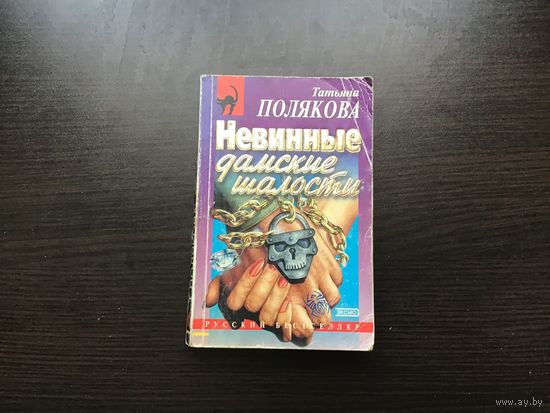 Татьяна
ПОЛЯКОВА
Невинные
дамские
шалости
ЭКСМО
РУССКИЙ БЕСТСЕЛЛЕР
www.ay.by